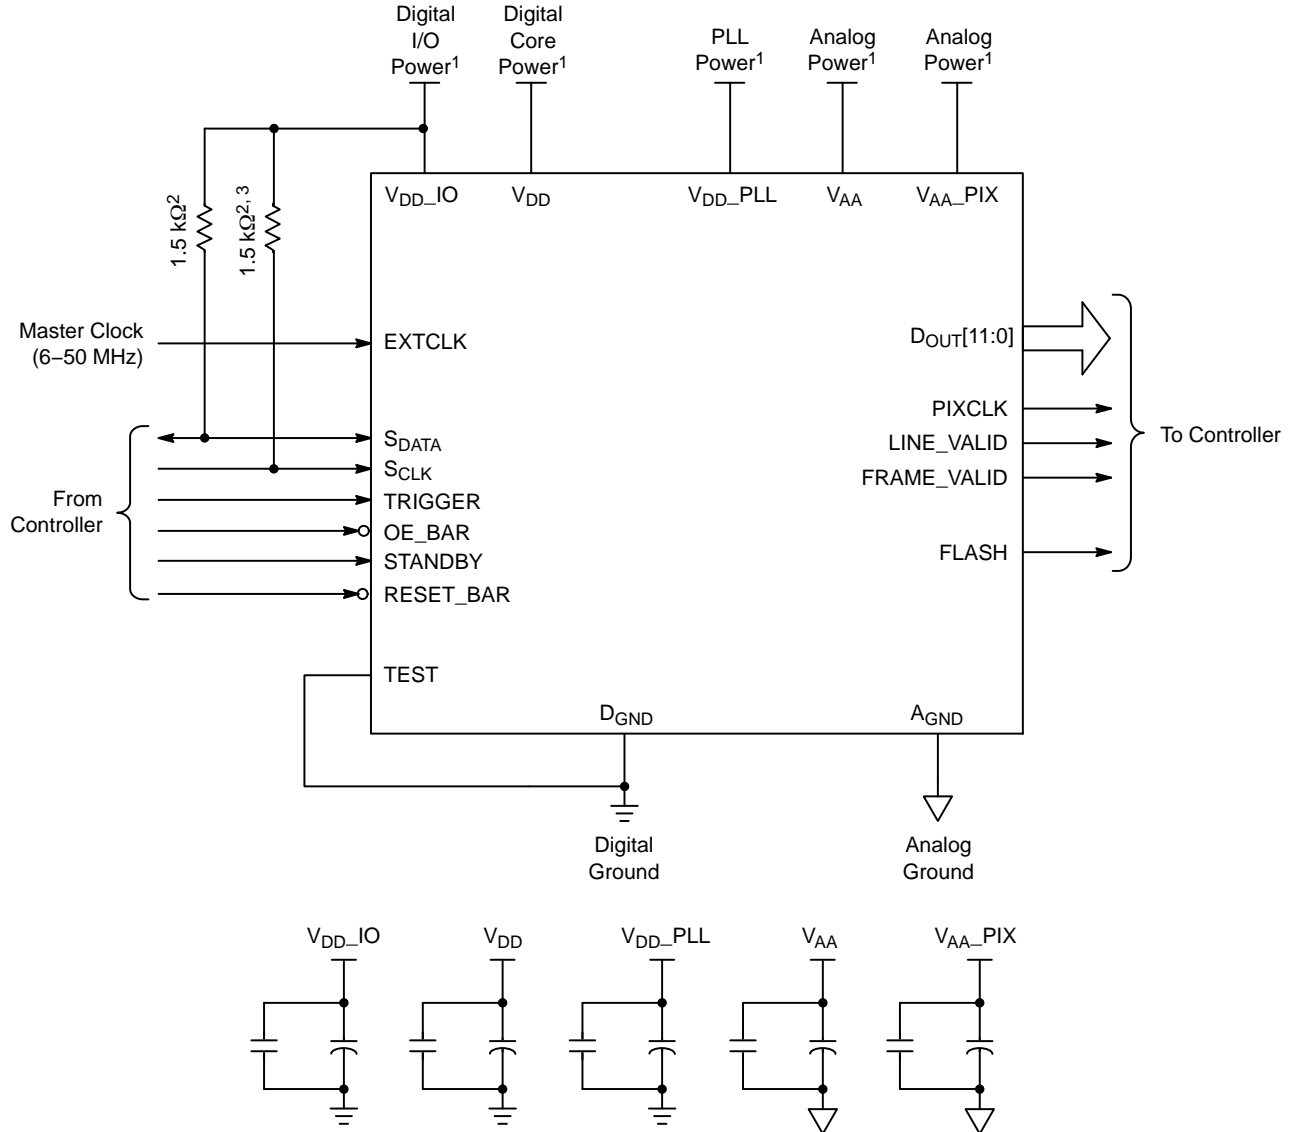 Digital
I/O
Power1
Digital
Core
Power1
PLL
Power1
Analog
Power1
Analog
Power1
1.5 kΩ2
1.5 kΩ2, 3
VDD_IO
VDD
VDD_PLL
VAA
VAA_PIX
Master Clock
(6–50 MHz)
EXTCLK
DOUT[11:0]
PIXCLK
LINE_VALID
FRAME_VALID
FLASH
To Controller
From
Controller
SDATA
SCLK
TRIGGER
OE_BAR
STANDBY
RESET_BAR
TEST
DGND
AGND
Digital
Ground
Analog
Ground
VDD_IO
VDD
VDD_PLL
VAA
VAA_PIX